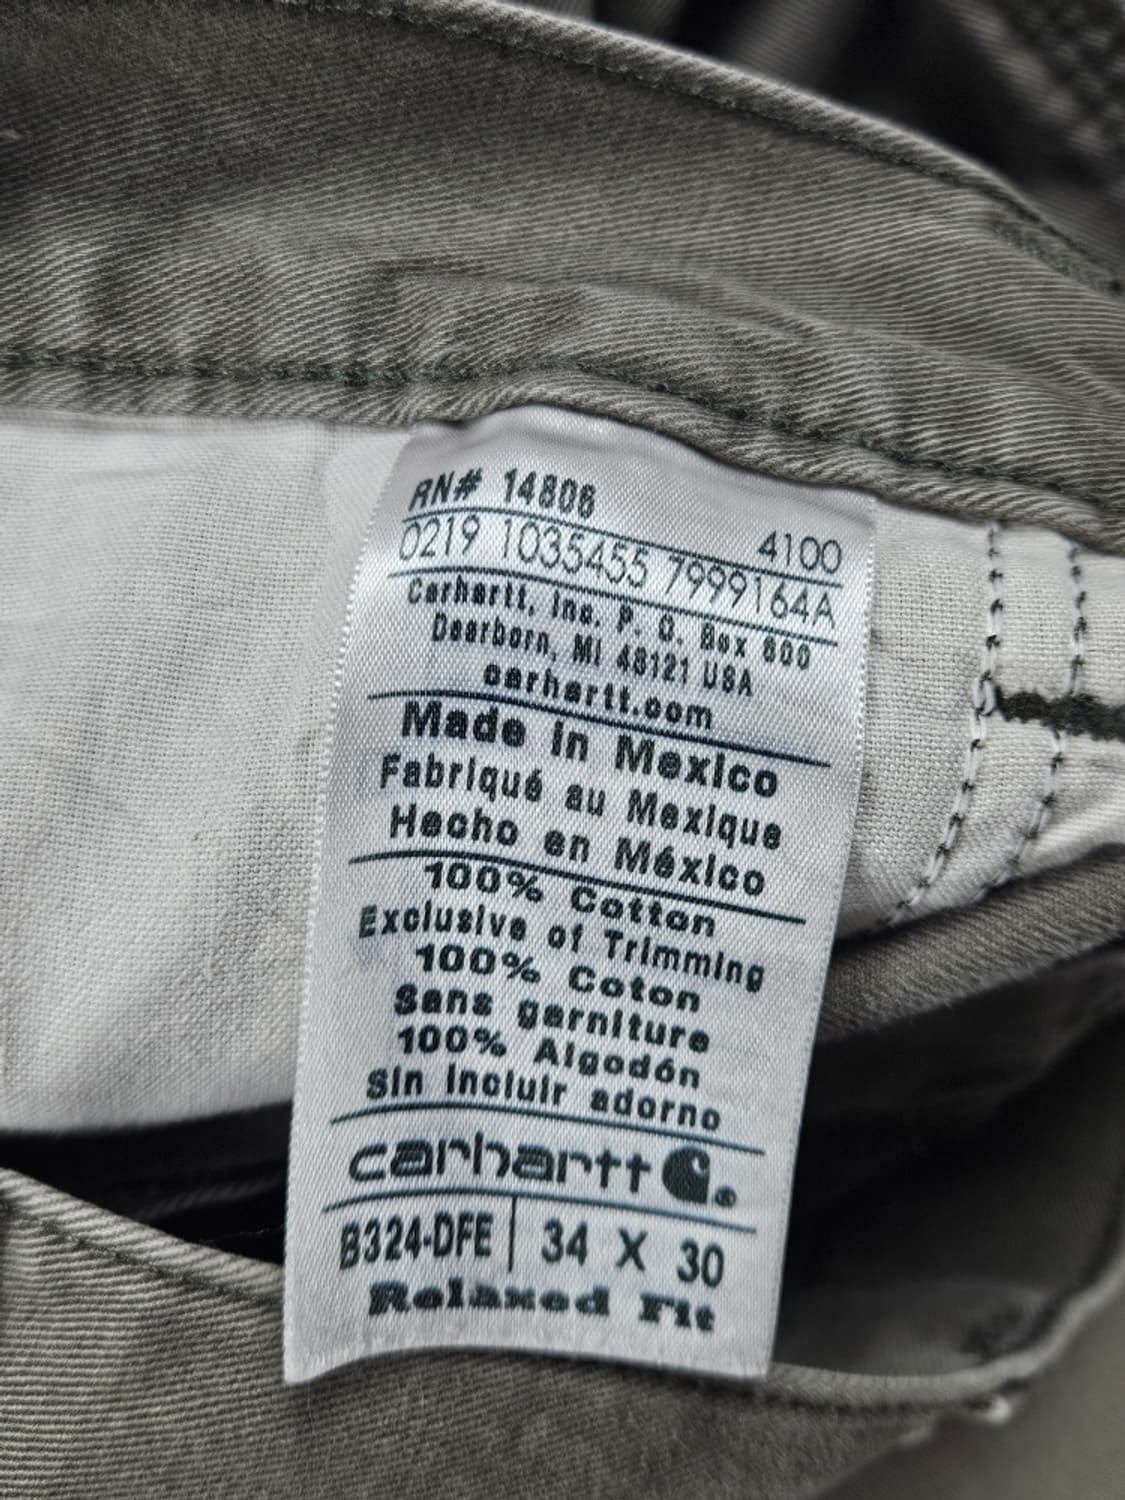 RN# 14806
4100
0219 1035455 7999164A
Carhartt, Inc. P. O. Box 600
Dearborn, MI 48121 USA
carhartt.com
Made in Mexico
Fabriqué au Mexique
Hecho en México
100% Cotton
Exclusive of Trimming
100% Coton
Sans garniture
100% Algodón
Sin incluir adorno
carhartt ®
B324-DFE | 34 X 30
Relaxed Fit